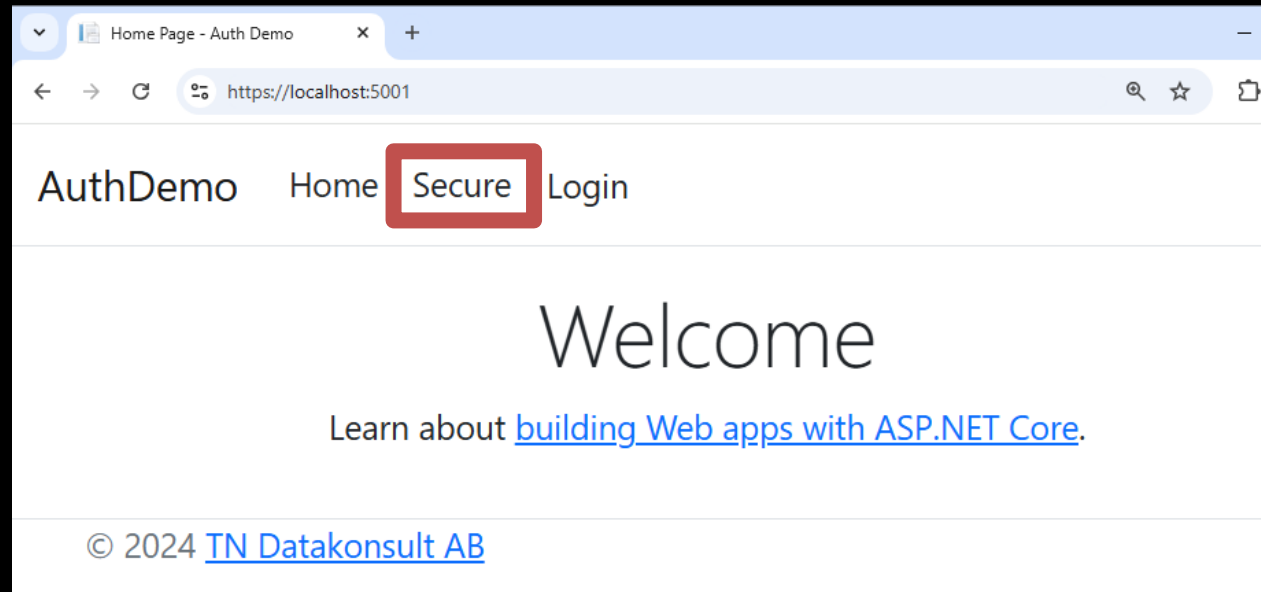 Home Page - Auth Demo
https://localhost:5001
AuthDemo Home Secure Login
Welcome
Learn about building Web apps with ASP.NET Core.
© 2024 TN Datakonsult AB